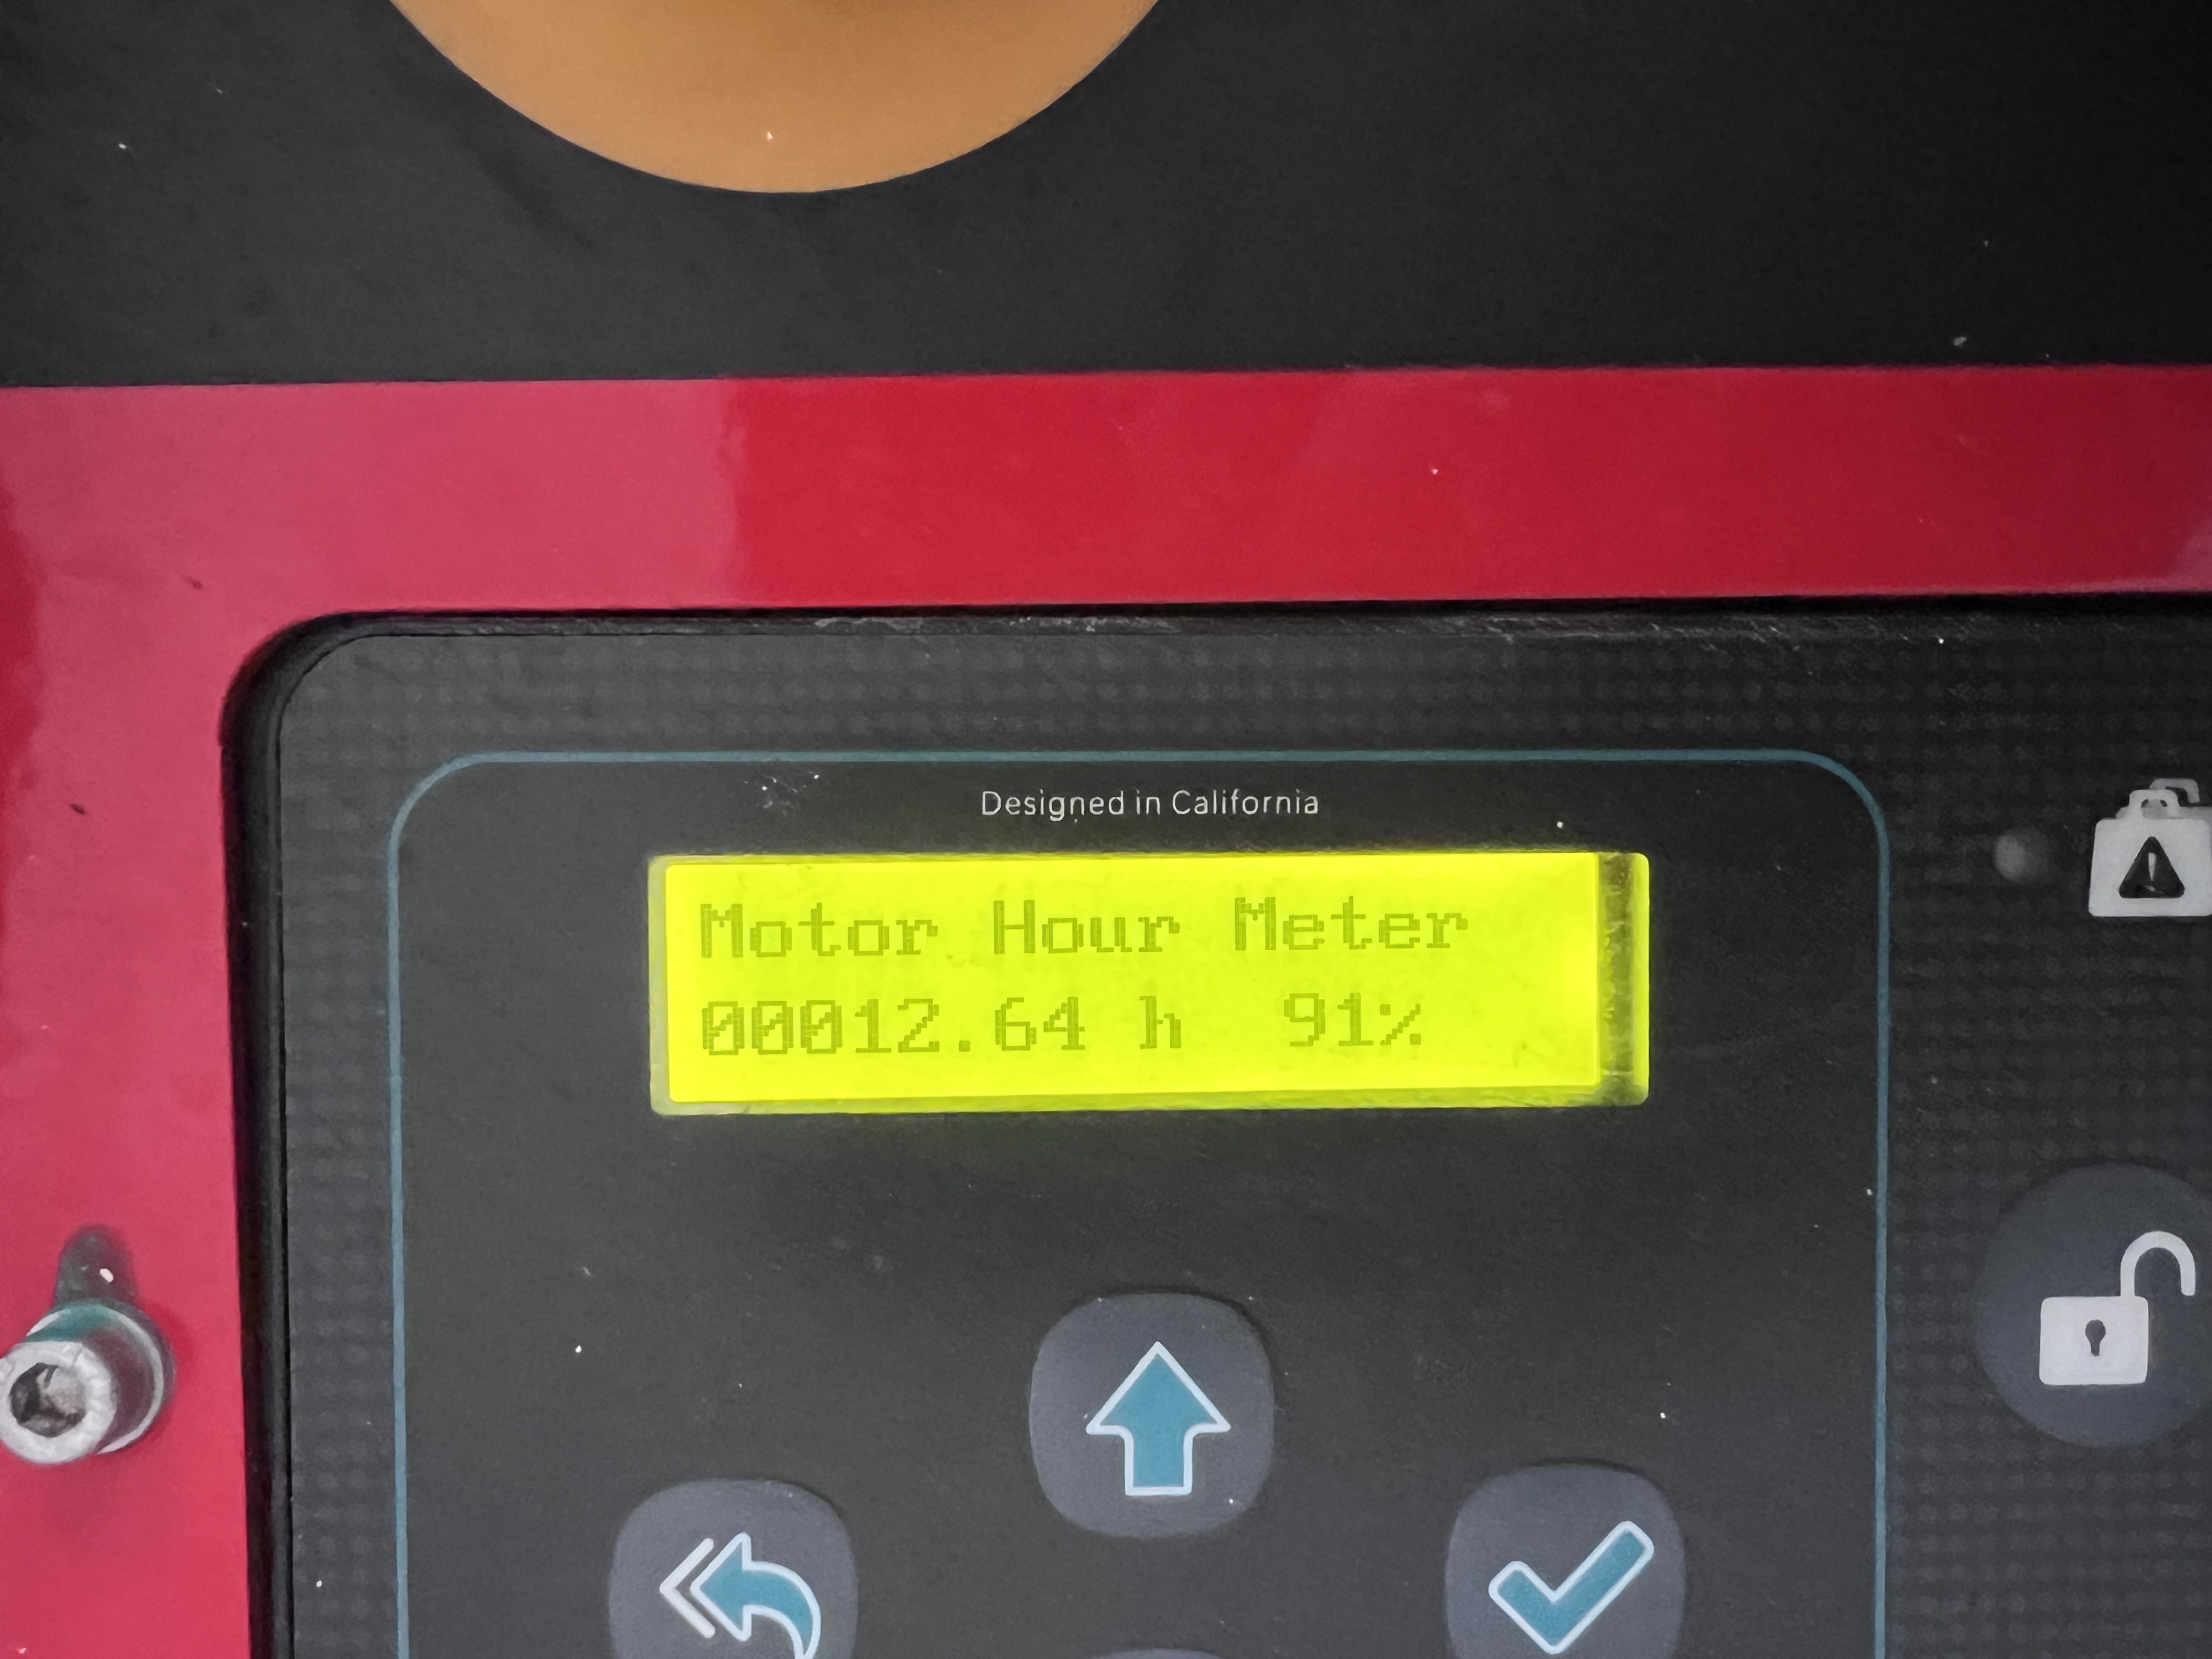 Designed in California
Motor Hour Meter
00012.64 h 91%